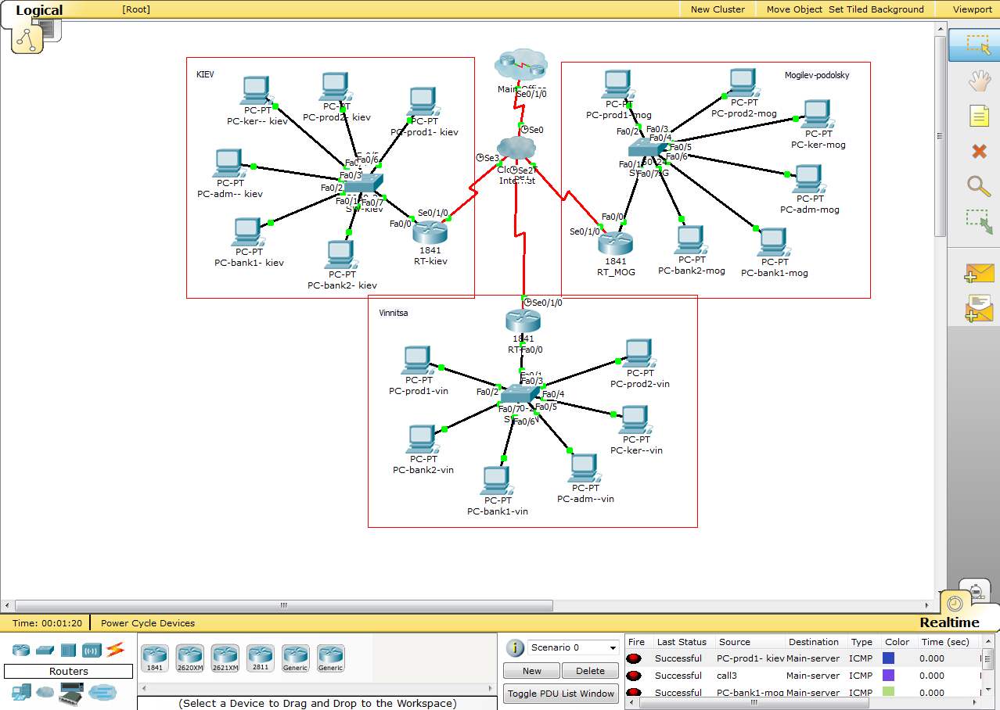 Logical
[Root]
New Cluster
Move Object
Set Tiled Background
Viewport
KIEV
PC-PT
PC-ker-- kiev
PC-PT
PC-prod2- kiev
PC-PT
PC-prod1- kiev
PC-PT
PC-adm-- kiev
PC-PT
PC-bank1- kiev
PC-PT
PC-bank2- kiev
Fa0/6
Fa0/3
Fa0/2
Fa0/1
Fa0/7
SW-kiev
Fa0/0
Se0/1/0
1841
RT-kiev
Se0/1/0
Se0
Se3
Se2
Mogilev-podolsky
PC-PT
PC-prod1-mog
PC-PT
PC-prod2-mog
PC-PT
PC-ker-mog
PC-PT
PC-adm-mog
PC-PT
PC-bank2-mog
PC-PT
PC-bank1-mog
Fa0/2
Fa0/3
Fa0/4
Fa0/5
Fa0/6
Fa0/1
Fa0/7
Fa0/0
Se0/1/0
1841
RT_MOG
Vinnitsa
Se0/1/0
1841
Fa0/0
PC-PT
PC-prod1-vin
PC-PT
PC-prod2-vin
PC-PT
PC-bank2-vin
PC-PT
PC-ker--vin
PC-PT
PC-bank1-vin
PC-PT
PC-adm--vin
Fa0/3
Fa0/2
Fa0/4
Fa0/7
Fa0/5
Fa0/6
Time: 00:01:20
Power Cycle Devices
Realtime
Routers
1841
2620XM
2621XM
2811
Generic
Generic
(Select a Device to Drag and Drop to the Workspace)
Scenario 0
New
Delete
Toggle PDU List Window
Fire Last Status Source Destination Type Color Time (sec)
Successful PC-prod1- kiev Main-server ICMP 0.000
Successful call3 Main-server ICMP 0.000
Successful PC-bank1-mog Main-server ICMP 0.000